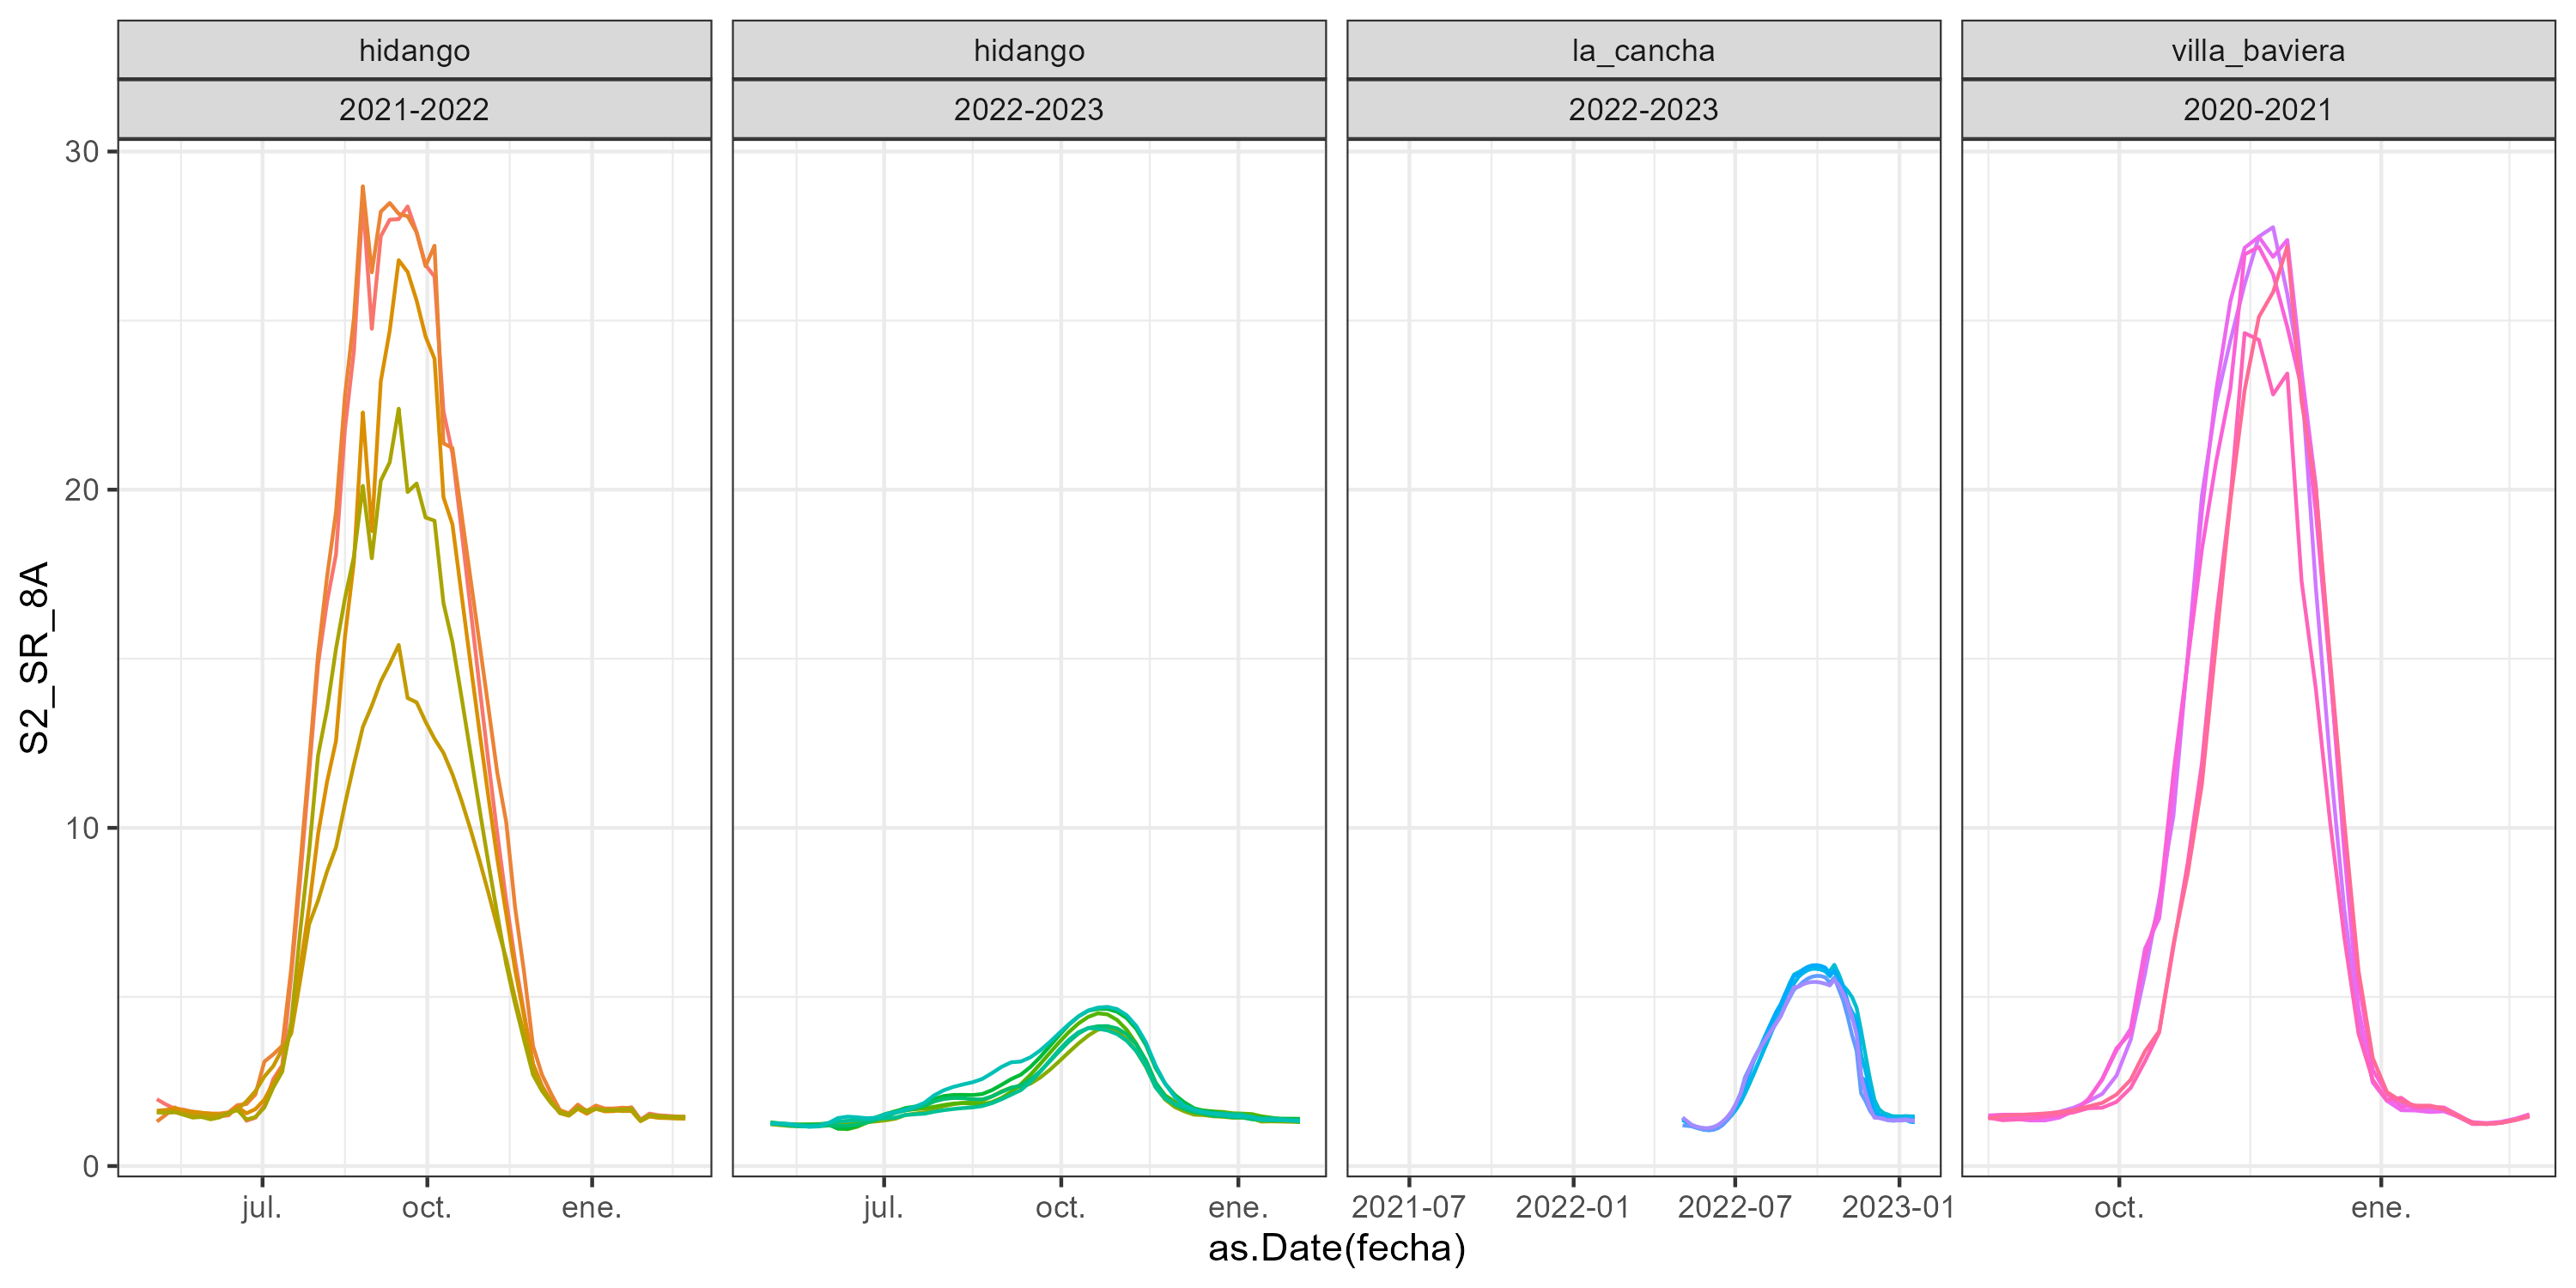 hidango
hidango
la_cancha
villa_baviera
2021-2022
2022-2023
2022-2023
2020-2021
30
20
10
0
S2_SR_8A
jul.
oct.
ene.
jul.
oct.
ene.
2021-07
2022-01
2022-07
2023-01
oct.
ene.
as.Date(fecha)